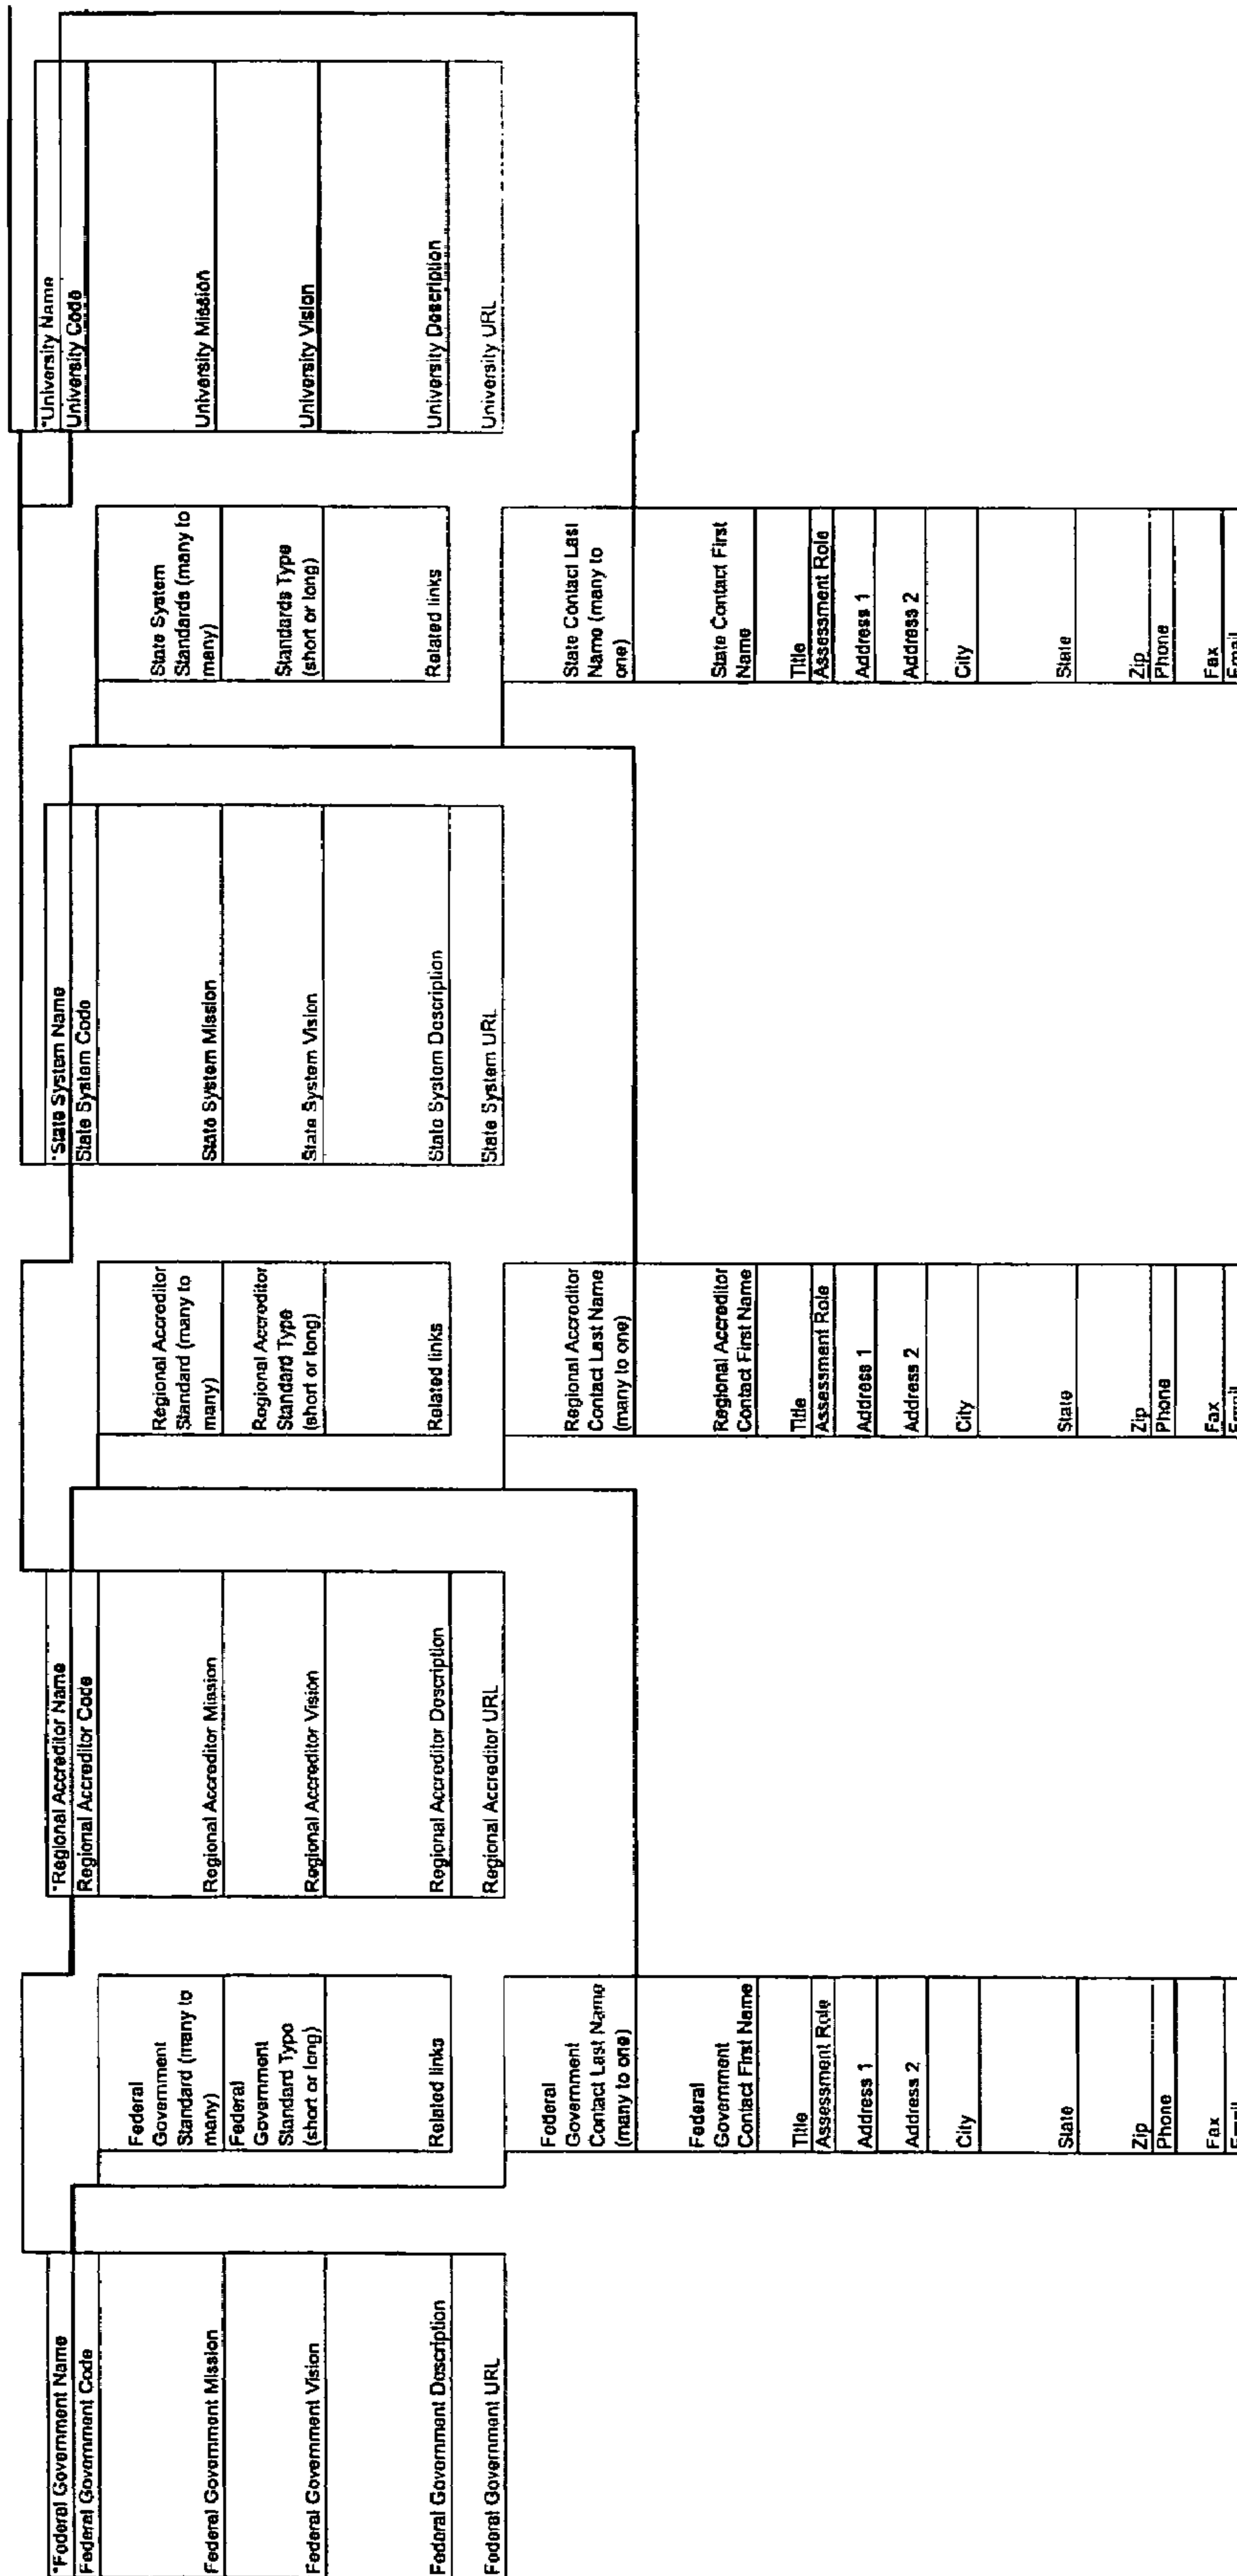 *Federal Government Name
Federal Government Code
Federal Government Mission
Federal Government Vision
Federal Government Description
Federal Government URL
Federal
Government
Standard (many to
many)
Federal
Government
Standard Type
(short or long)
Related links
Federal
Government
Contact Last Name
(many to one)
Federal
Government
Contact First Name
Title
Assessment Role
Address 1
Address 2
City
State
Zip
Phone
Fax
Email
*Regional Accreditor Name
Regional Accreditor Code
Regional Accreditor Mission
Regional Accreditor Vision
Regional Accreditor Description
Regional Accreditor URL
Regional Accreditor
Standard (many to
many)
Regional Accreditor
Standard Type
(short or long)
Related links
Regional Accreditor
Contact Last Name
(many to one)
Regional Accreditor
Contact First Name
Title
Assessment Role
Address 1
Address 2
City
State
Zip
Phone
Fax
Email
*State System Name
State System Code
State System Mission
State System Vision
State System Description
State System URL
State System
Standards (many to
many)
Standards Type
(short or long)
Related links
State Contact Last
Name (many to
one)
State Contact First
Name
Title
Assessment Role
Address 1
Address 2
City
State
Zip
Phone
Fax
Email
*University Name
University Code
University Mission
University Vision
University Description
University URL